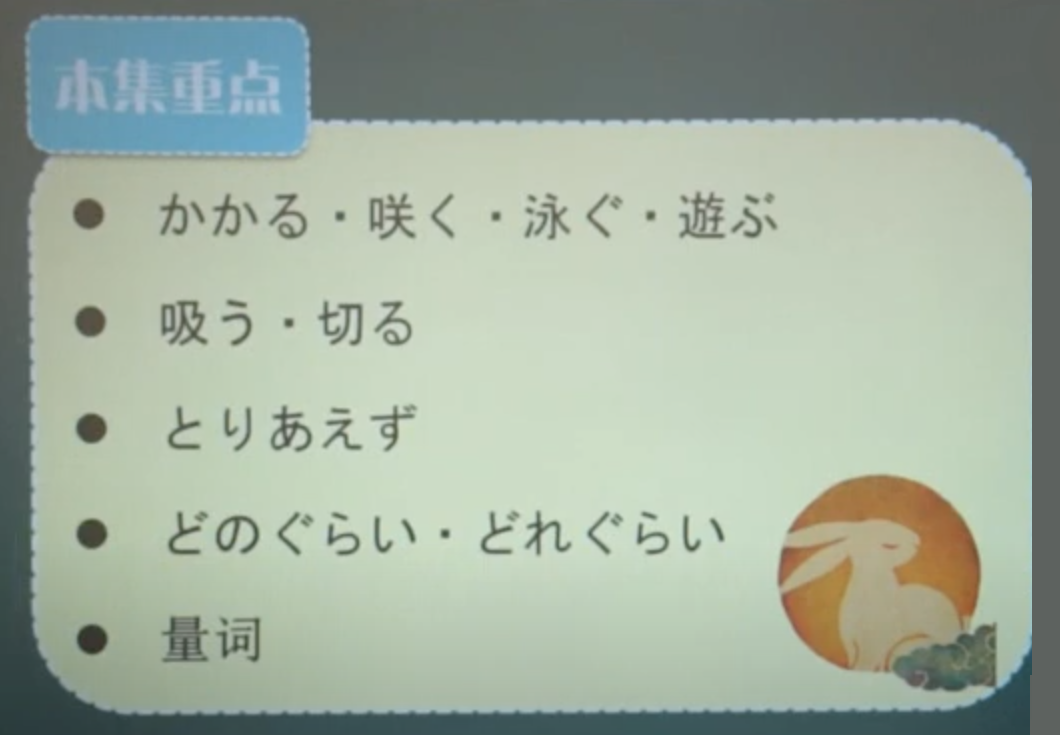 本集重点
かかる・咲く・泳ぐ・遊ぶ
吸う・切る
とりあえず
どのぐらい・どれぐらい
量词